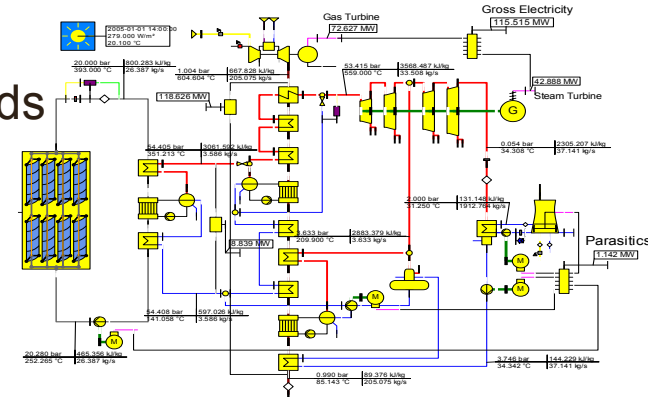 2005-01-01 14:00:00
279.000 W/m²
20.100 °C
Gas Turbine
72.627 MW
Gross Electricity
115.515 MW
ds
20.000 bar 800.283 kJ/kg
393.000 °C 26.387 kg/s
1.004 bar 667.828 kJ/kg
604.604 °C 205.075 kg/s
53.415 bar 3568.487 kJ/kg
559.000 °C 33.508 kg/s
118.626 MW
42.888 MW
Steam Turbine
G
54.405 bar 3061.592 kJ/kg
351.213 °C 3.586 kg/s
0.054 bar 2305.207 kJ/kg
34.308 °C 37.141 kg/s
2.000 bar 131.148 kJ/kg
31.250 °C 1912.764 kg/s
3.633 bar 2883.379 kJ/kg
209.900 °C 3.633 kg/s
8.839 MW
Parasitics
1.142 MW
M
M
M
54.408 bar 597.026 kJ/kg
141.058 °C 3.586 kg/s
M
20.280 bar 465.356 kJ/kg
252.265 °C 26.387 kg/s
3.746 bar 144.229 kJ/kg
34.342 °C 37.141 kg/s
0.990 bar 89.376 kJ/kg
85.143 °C 205.075 kg/s